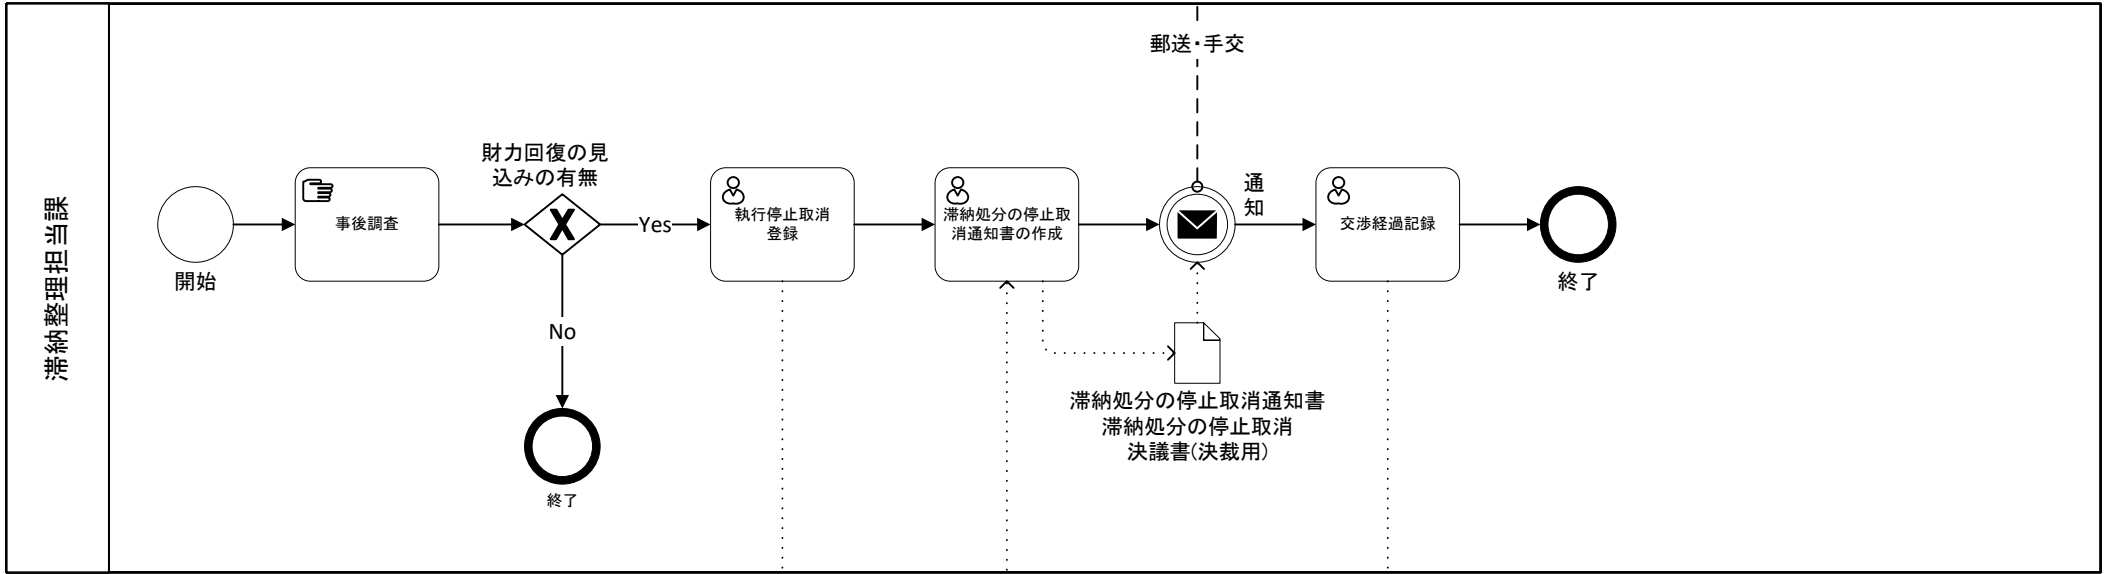 滞納整理担当課
郵送・手交
開始
事後調査
財力回復の見
込みの有無
Yes
No
終了
執行停止取消
登録
滞納処分の停止取
消通知書の作成
通
知
滞納処分の停止取消通知書
滞納処分の停止取消
決議書(決裁用)
交渉経過記録
終了